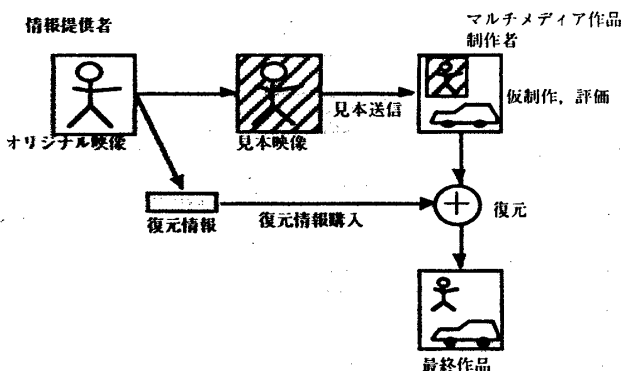 情報提供者
マルチメディア作品
制作者
仮制作，評価
見本送信
オリジナル映像
見本映像
復元情報
復元情報購入
復元
最終作品